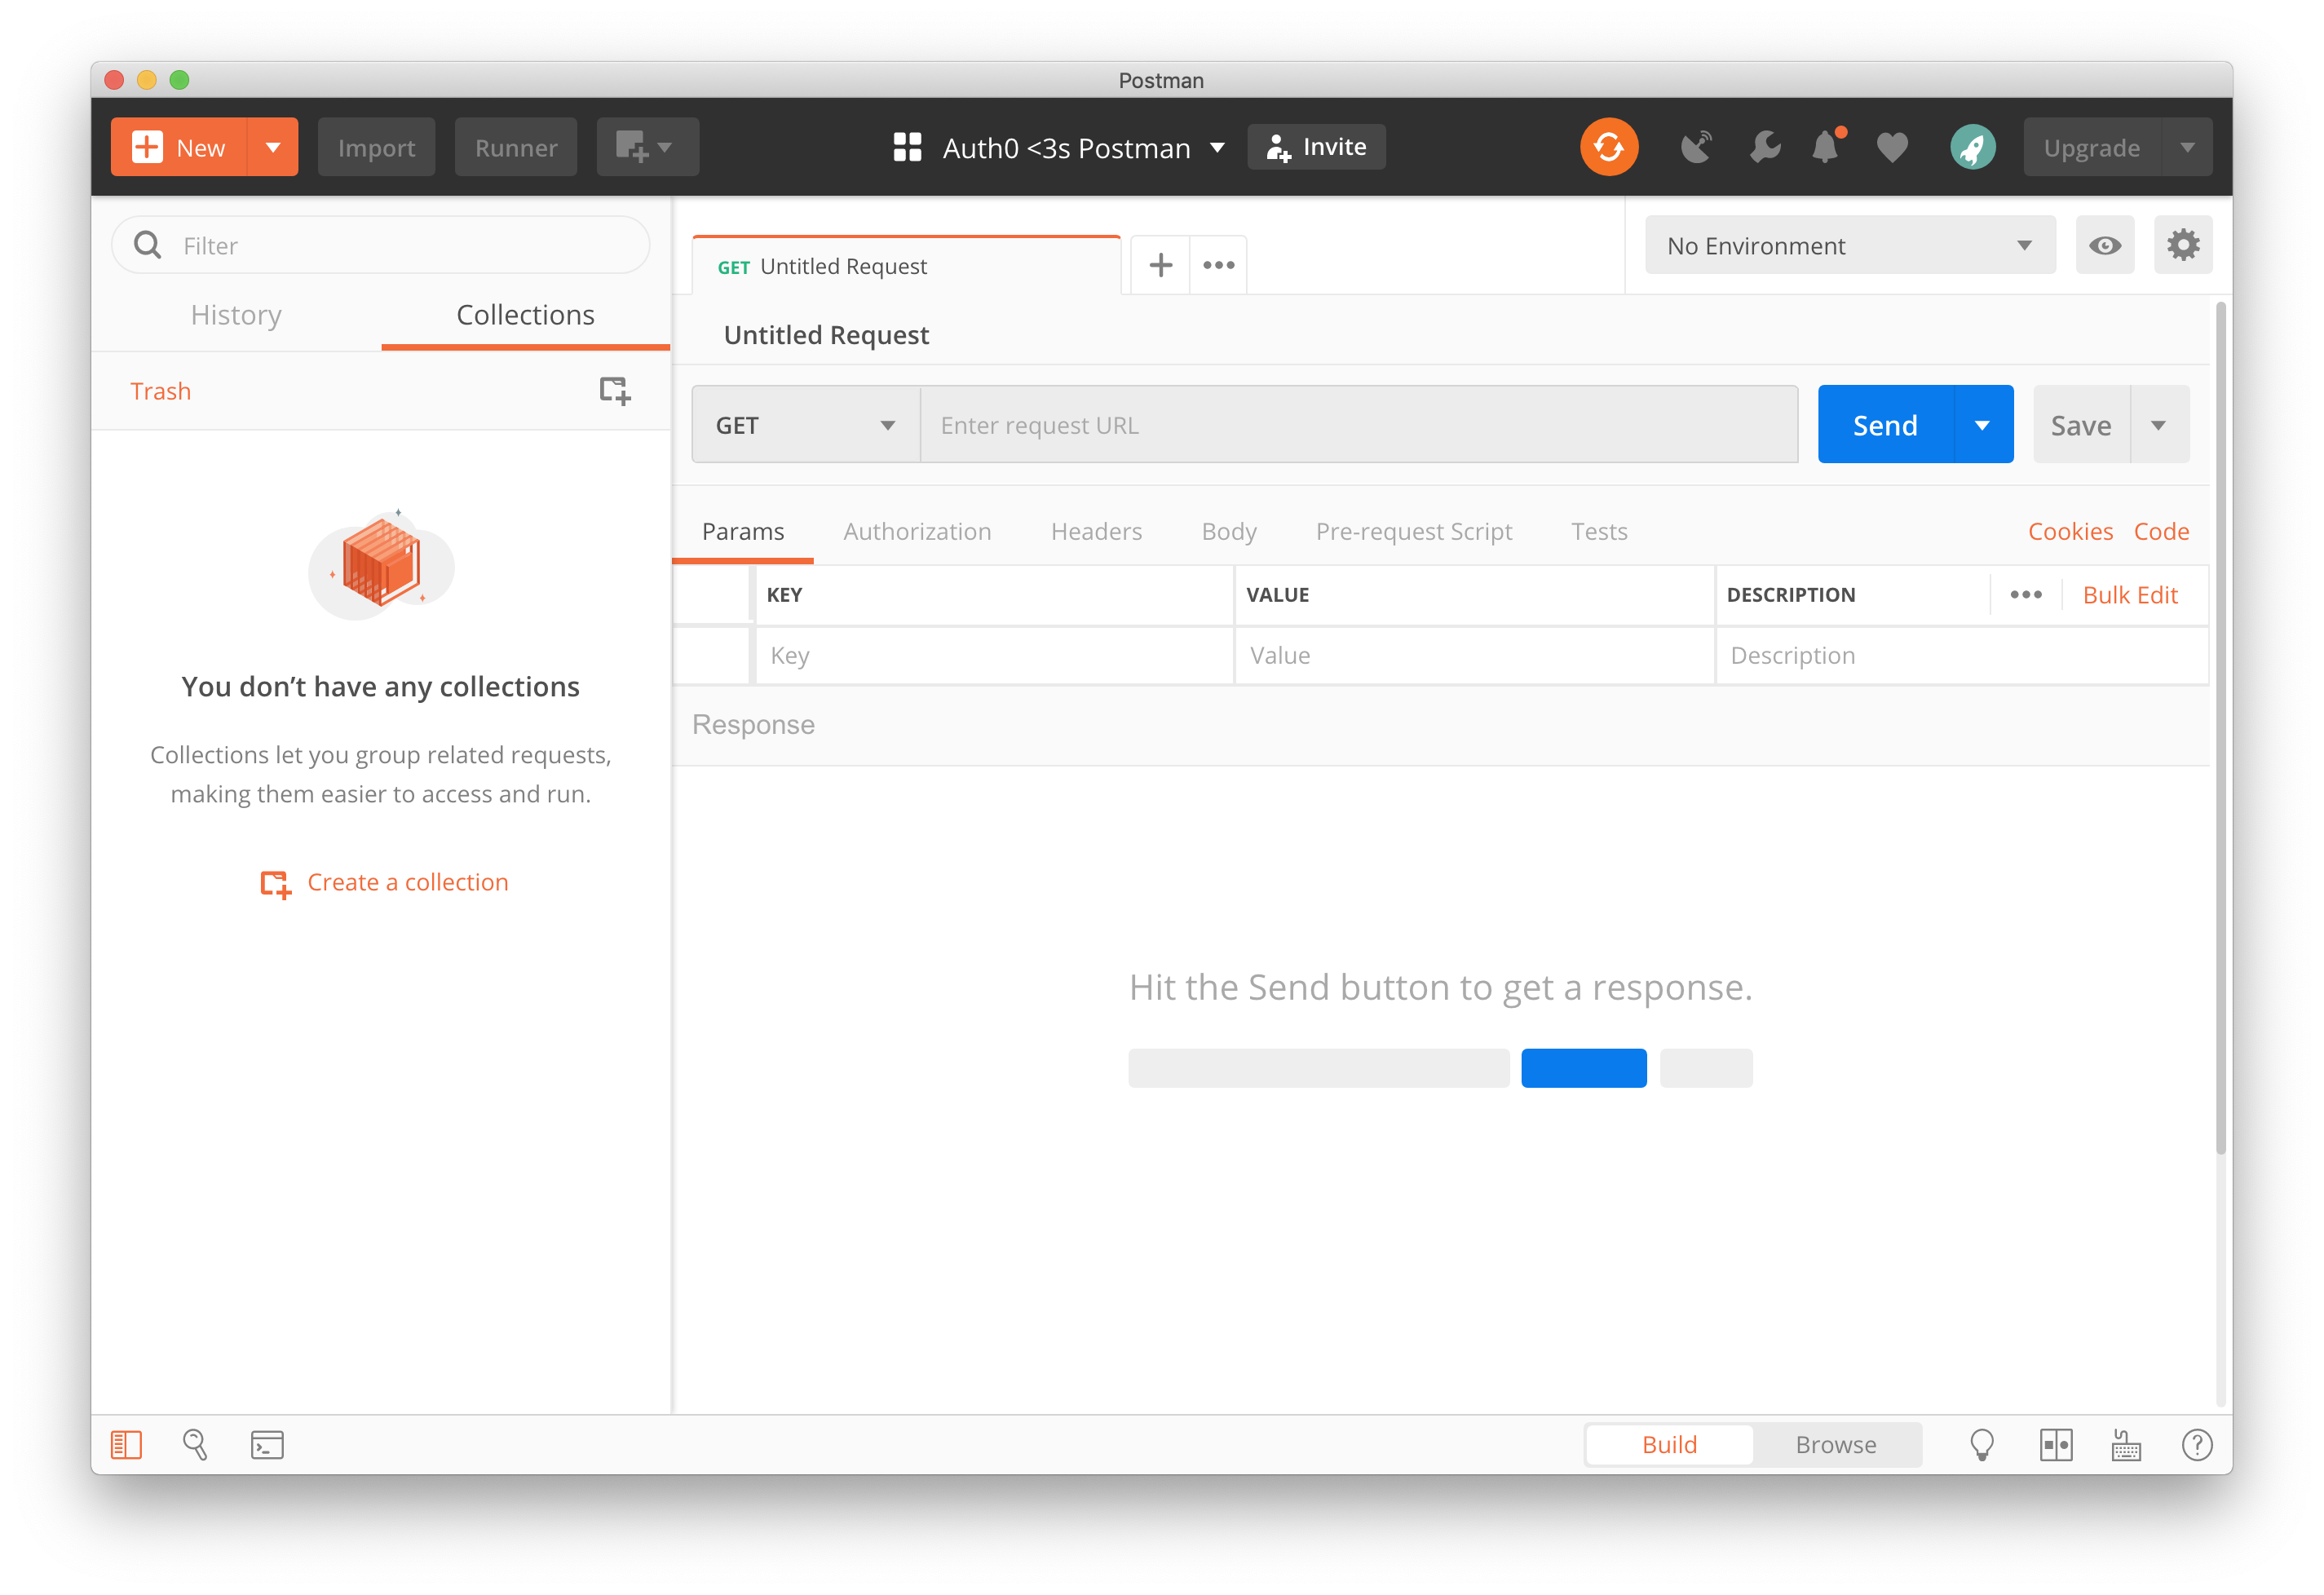 Postman
New
Import
Runner
Auth0 <3s Postman
Invite
Upgrade
Filter
History
Collections
Trash
You don’t have any collections
Collections let you group related requests,
making them easier to access and run.
Create a collection
GET Untitled Request
No Environment
Untitled Request
GET
Enter request URL
Send
Save
Params
Authorization
Headers
Body
Pre-request Script
Tests
Cookies
Code
KEY
VALUE
DESCRIPTION
Bulk Edit
Key
Value
Description
Response
Hit the Send button to get a response.
Build
Browse